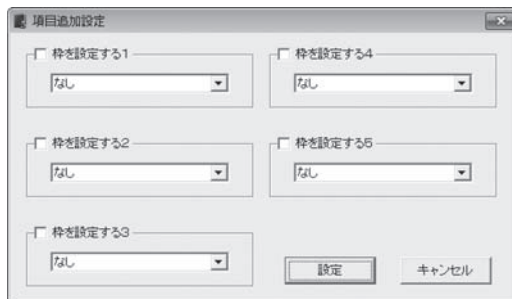 項目追加設定
枠を設定する1
なし
枠を設定する2
なし
枠を設定する3
なし
枠を設定する4
なし
枠を設定する5
なし
設定
キャンセル